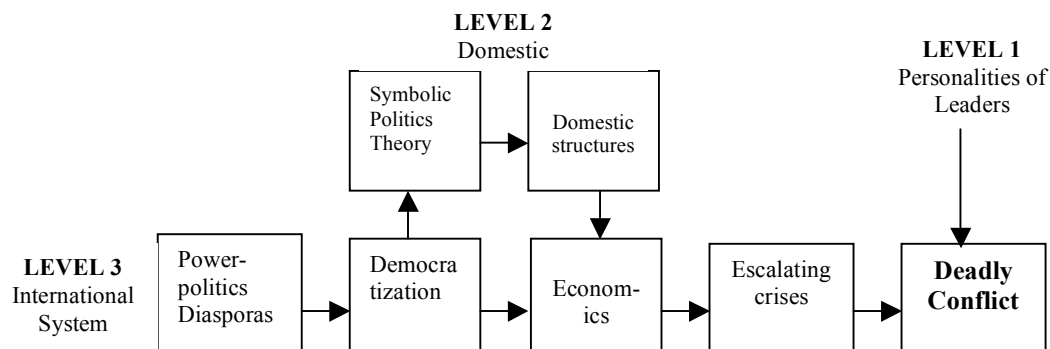 LEVEL 2
Domestic
LEVEL 1
Personalities of
Leaders
Symbolic
Politics
Theory
Domestic
structures
LEVEL 3
International
System
Power-
politics
Diasporas
Democra
tization
Econom-
ics
Escalating
crises
Deadly
Conflict